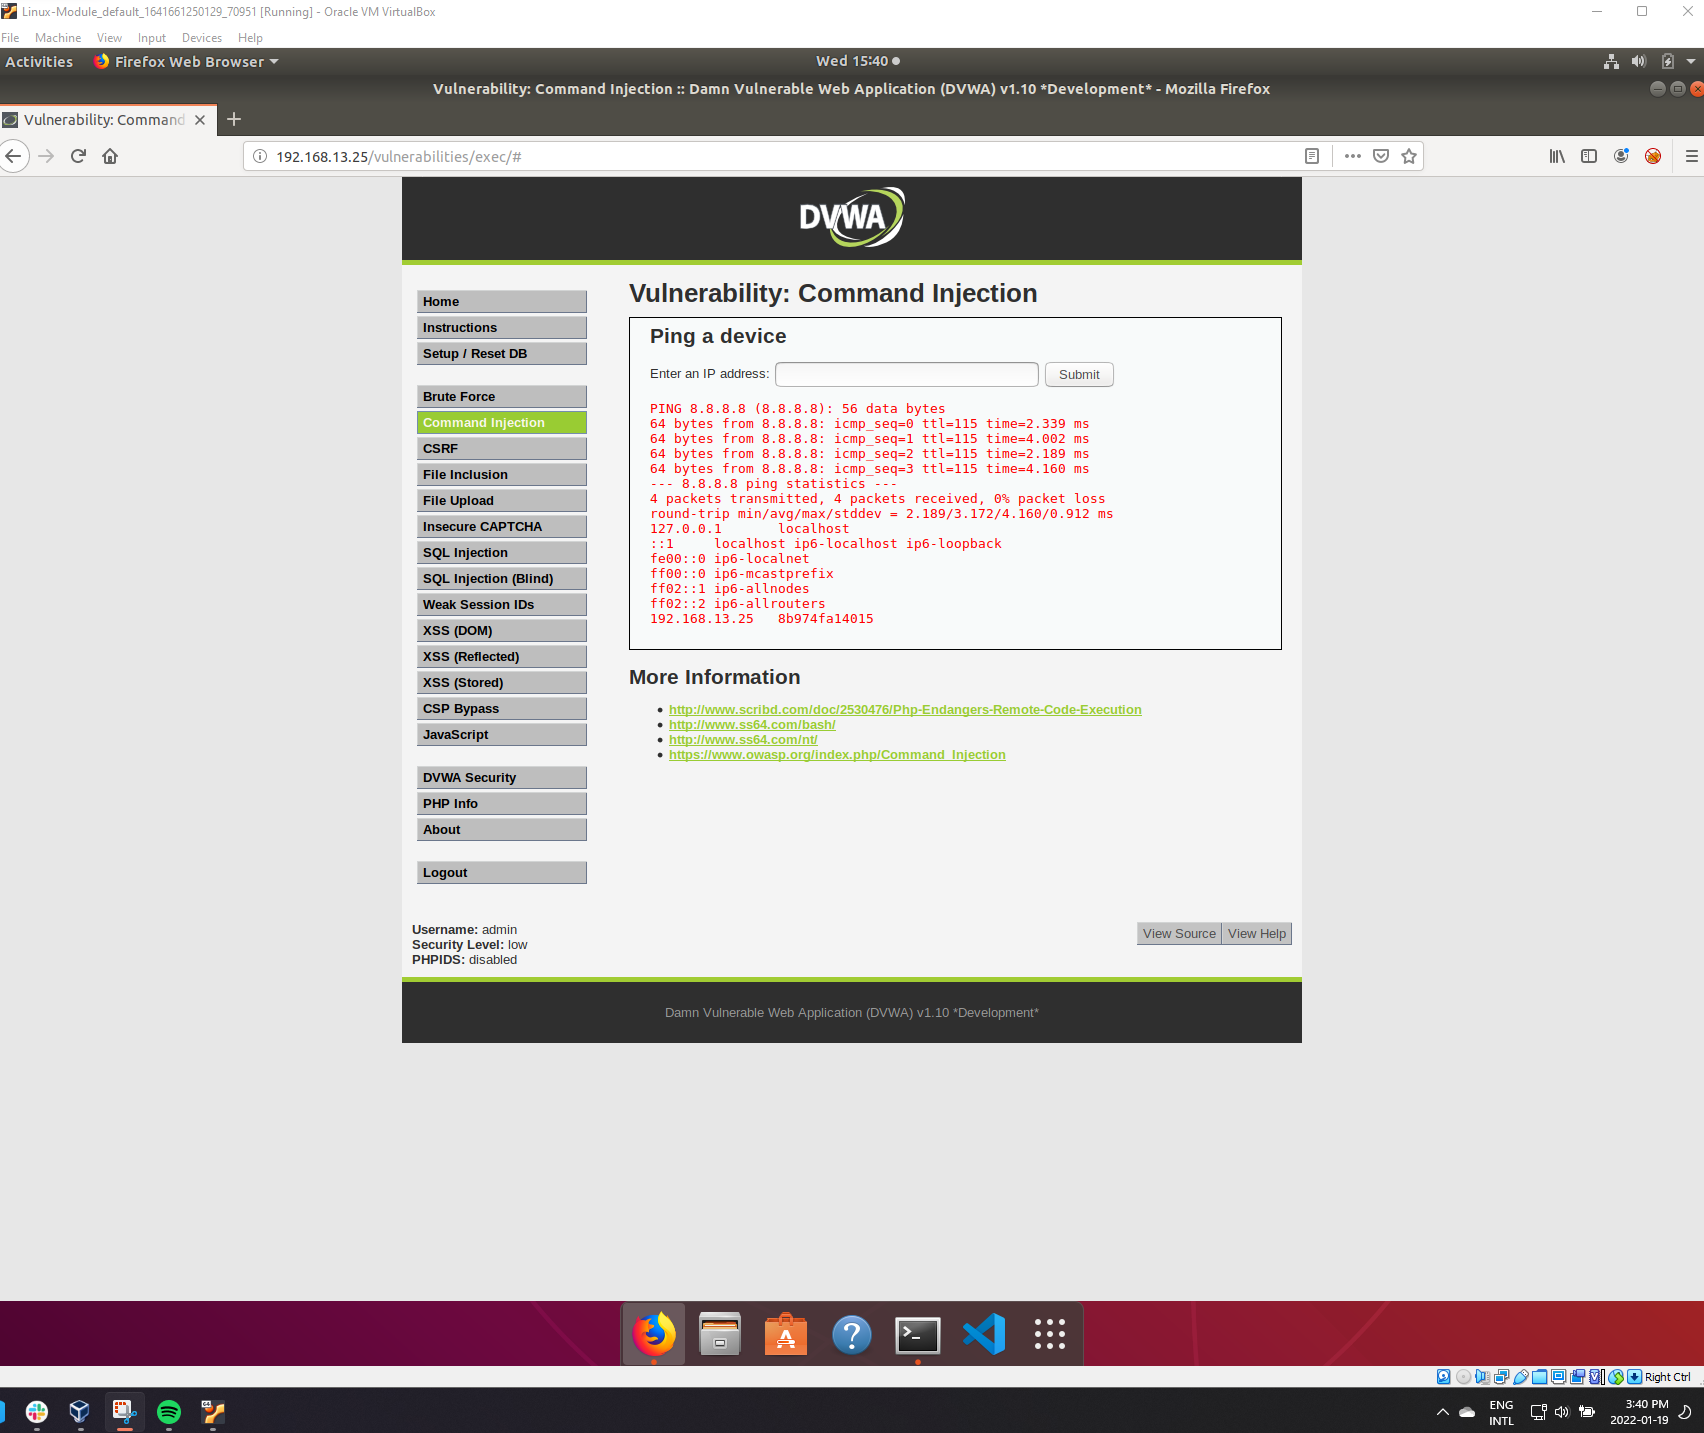 Linux-Module_default_1641661250129_70951 [Running] - Oracle VM VirtualBox
File Machine View Input Devices Help
Activities Firefox Web Browser Wed 15:40
Vulnerability: Command Injection :: Damn Vulnerable Web Application (DVWA) v1.10 *Development* - Mozilla Firefox
Vulnerability: Command
192.168.13.25/vulnerabilities/exec/#
DVWA
Home
Instructions
Setup / Reset DB
Brute Force
Command Injection
CSRF
File Inclusion
File Upload
Insecure CAPTCHA
SQL Injection
SQL Injection (Blind)
Weak Session IDs
XSS (DOM)
XSS (Reflected)
XSS (Stored)
CSP Bypass
JavaScript
DVWA Security
PHP Info
About
Logout
Vulnerability: Command Injection
Ping a device
Enter an IP address: Submit
PING 8.8.8.8 (8.8.8.8): 56 data bytes
64 bytes from 8.8.8.8: icmp_seq=0 ttl=115 time=2.339 ms
64 bytes from 8.8.8.8: icmp_seq=1 ttl=115 time=4.002 ms
64 bytes from 8.8.8.8: icmp_seq=2 ttl=115 time=2.189 ms
64 bytes from 8.8.8.8: icmp_seq=3 ttl=115 time=4.160 ms
--- 8.8.8.8 ping statistics ---
4 packets transmitted, 4 packets received, 0% packet loss
round-trip min/avg/max/stddev = 2.189/3.172/4.160/0.912 ms
127.0.0.1 localhost
::1 localhost ip6-localhost ip6-loopback
fe00::0 ip6-localnet
ff00::0 ip6-mcastprefix
ff02::1 ip6-allnodes
ff02::2 ip6-allrouters
192.168.13.25 8b974fa14015
More Information
http://www.scribd.com/doc/2530476/Php-Endangers-Remote-Code-Execution
http://www.ss64.com/bash/
http://www.ss64.com/nt/
https://www.owasp.org/index.php/Command_Injection
Username: admin
Security Level: low
PHPIDS: disabled
View Source View Help
Damn Vulnerable Web Application (DVWA) v1.10 *Development*
Right Ctrl
ENG
INTL
3:40 PM
2022-01-19